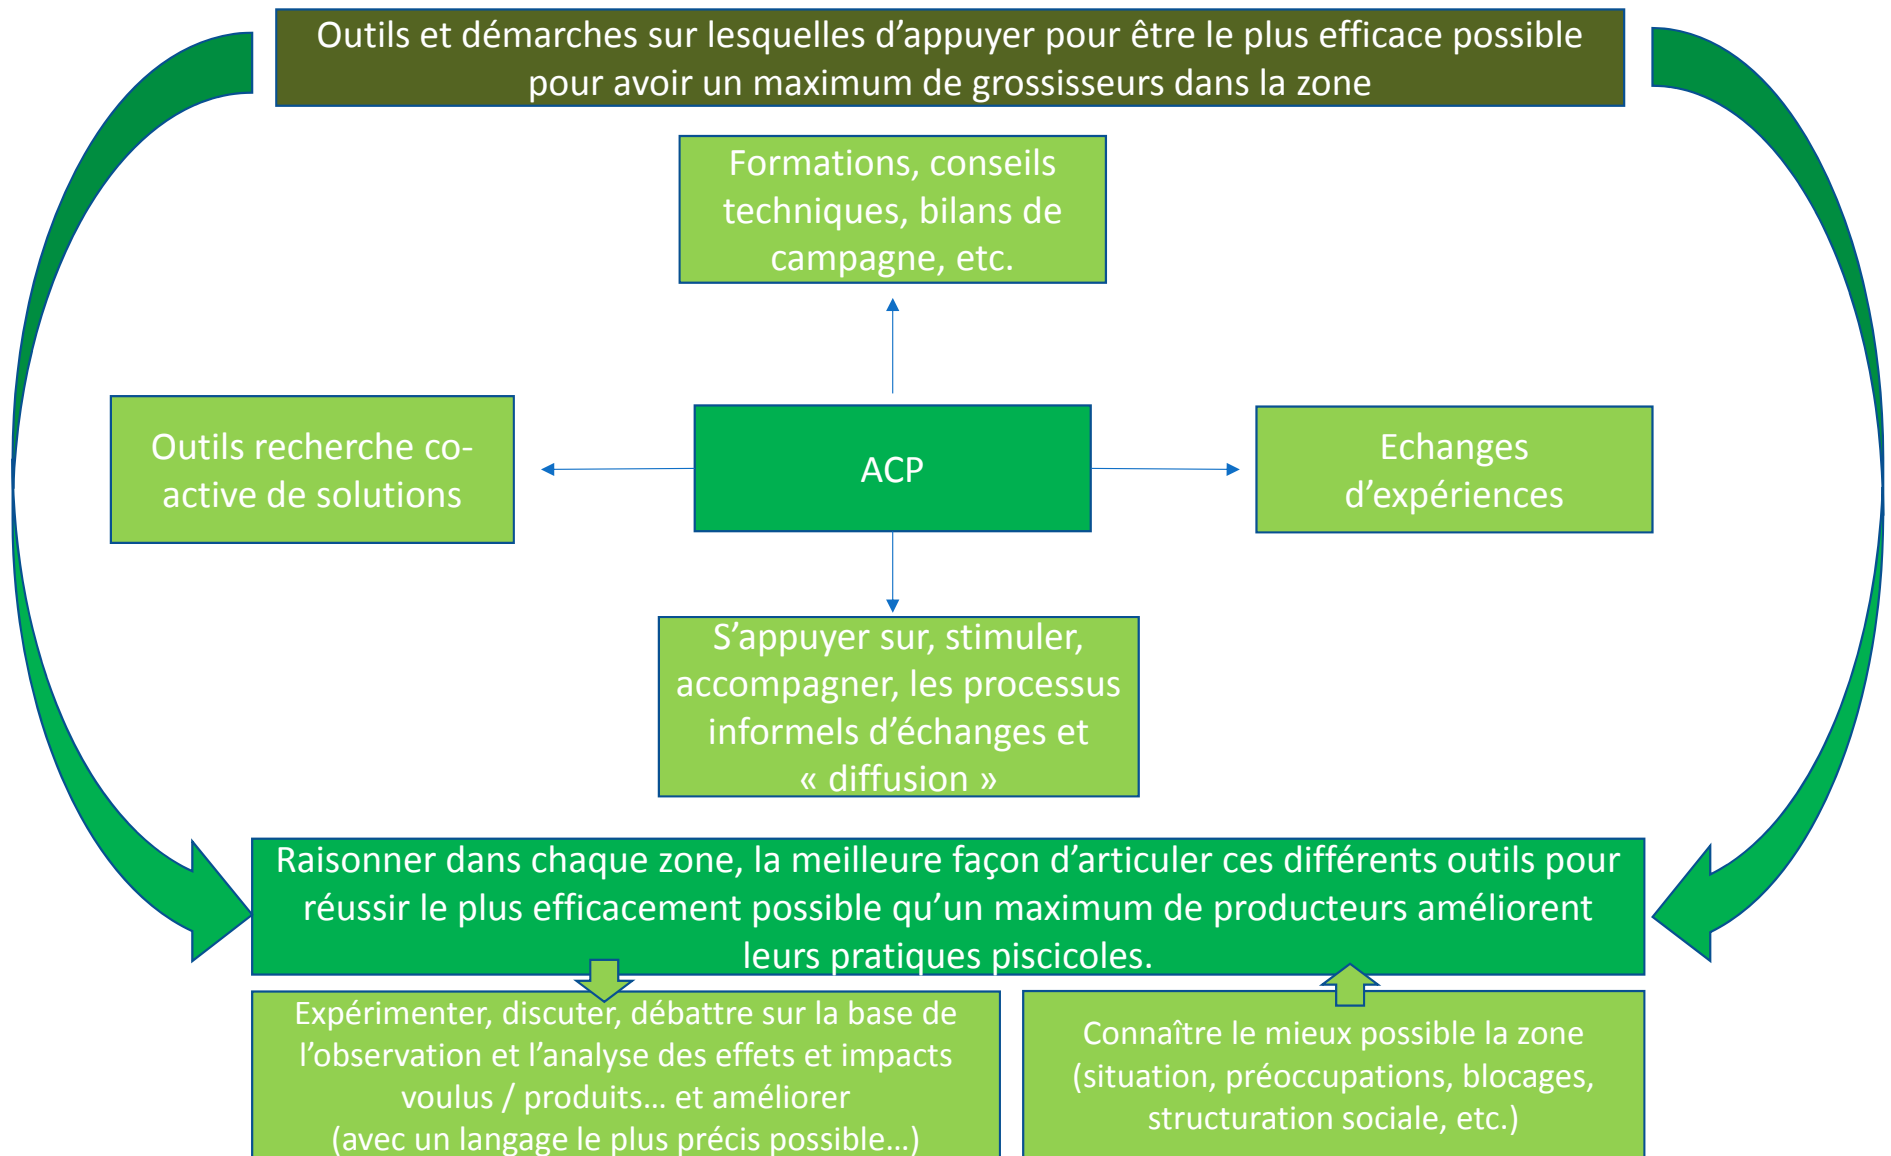 Outils et démarches sur lesquelles d’appuyer pour être le plus efficace possible
pour avoir un maximum de grossisseurs dans la zone
Formations, conseils
techniques, bilans de
campagne, etc.
Outils recherche co-
active de solutions
ACP
Echanges
d’expériences
S’appuyer sur, stimuler,
accompagner, les processus
informels d’échanges et
« diffusion »
Raisonner dans chaque zone, la meilleure façon d’articuler ces différents outils pour
réussir le plus efficacement possible qu’un maximum de producteurs améliorent
leurs pratiques piscicoles.
Expérimenter, discuter, débattre sur la base de
l’observation et l’analyse des effets et impacts
voulus / produits… et améliorer
(avec un langage le plus précis possible…)
Connaître le mieux possible la zone
(situation, préoccupations, blocages,
structuration sociale, etc.)